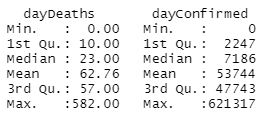 dayDeaths dayConfirmed
Min. : 0.00 Min. : 0
1st Qu.: 10.00 1st Qu.: 2247
Median : 23.00 Median : 7186
Mean : 62.76 Mean : 53744
3rd Qu.: 57.00 3rd Qu.: 47743
Max. :582.00 Max. :621317